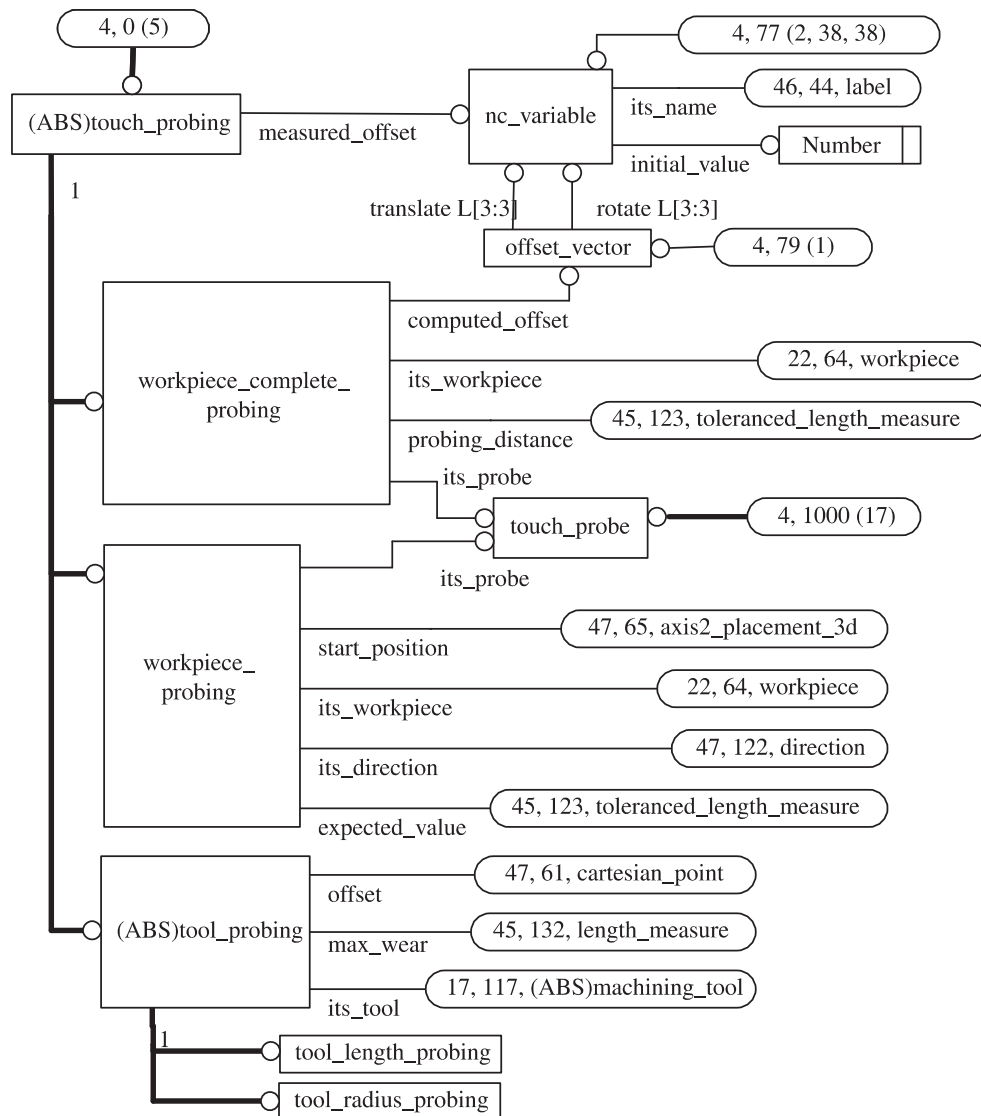 4, 0 (5)
4, 77 (2, 38, 38)
(ABS)touch_probing
measured_offset
nc_variable
46, 44, label
its_name
Number
initial_value
1
translate L[3:3]
rotate L[3:3]
offset_vector
4, 79 (1)
computed_offset
workpiece_complete_
probing
22, 64, workpiece
its_workpiece
45, 123, toleranced_length_measure
probing_distance
its_probe
touch_probe
4, 1000 (17)
its_probe
workpiece_
probing
47, 65, axis2_placement_3d
start_position
22, 64, workpiece
its_workpiece
47, 122, direction
its_direction
45, 123, toleranced_length_measure
expected_value
47, 61, cartesian_point
offset
(ABS)tool_probing
45, 132, length_measure
max_wear
17, 117, (ABS)machining_tool
its_tool
1
tool_length_probing
tool_radius_probing